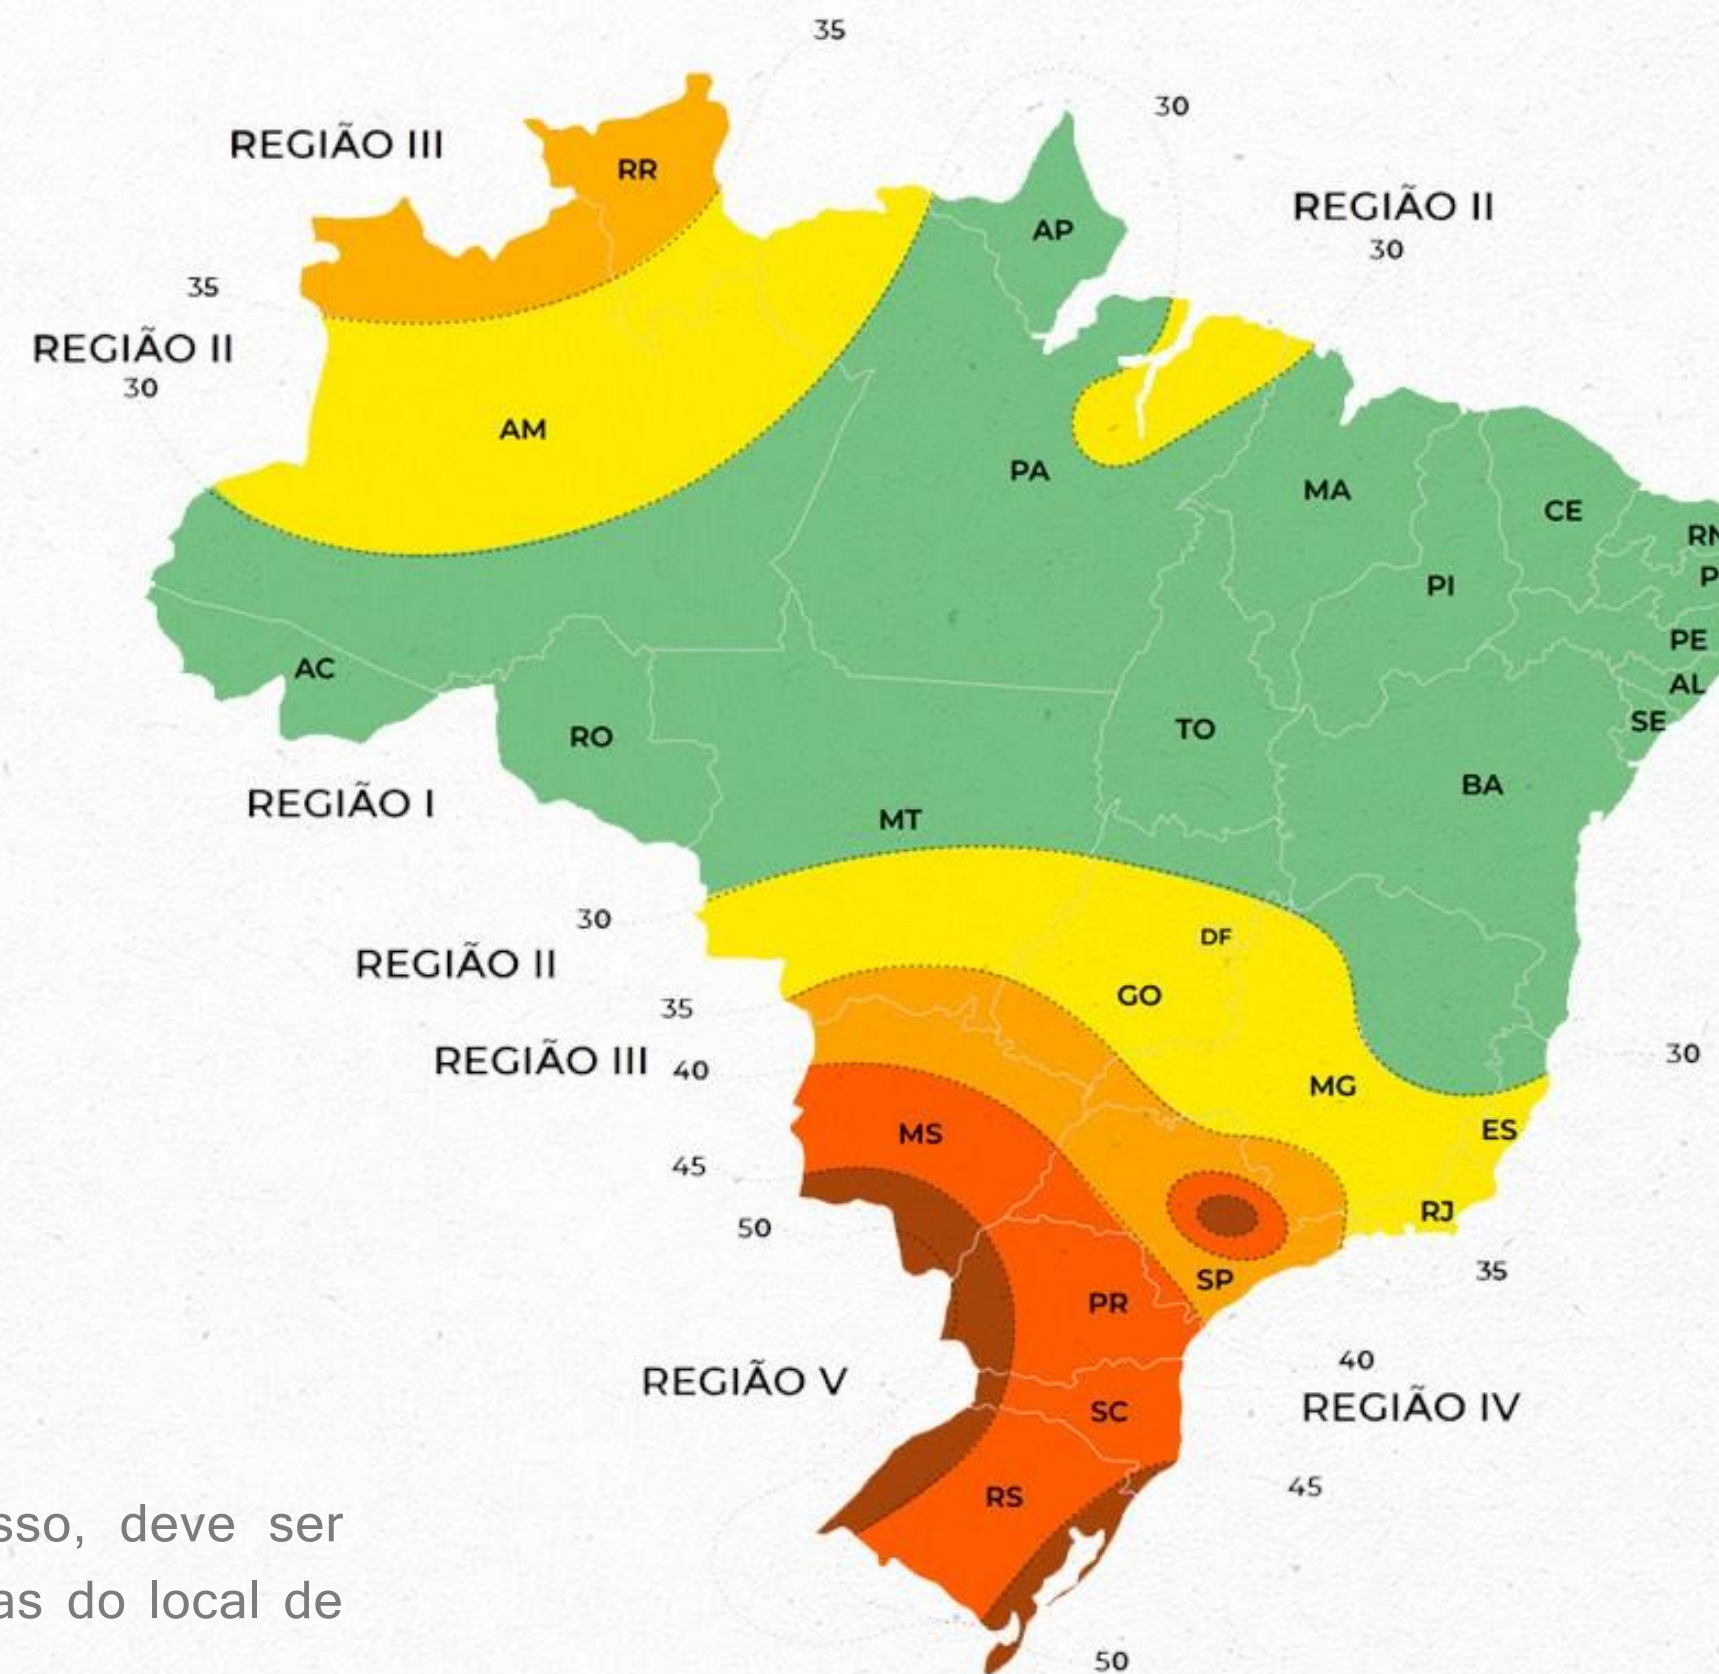 35
30
REGIÃO III
RR
REGIÃO II
30
AP
35
REGIÃO II
30
AM
PA
MA
CE
RN
P
PI
PE
AL
SE
AC
RO
TO
BA
REGIÃO I
MT
30
DF
REGIÃO II
GO
35
30
REGIÃO III
40
MG
ES
MS
45
RJ
50
35
SP
PR
40
REGIÃO V
REGIÃO IV
SC
45
RS
sso, deve ser
as do local de
50